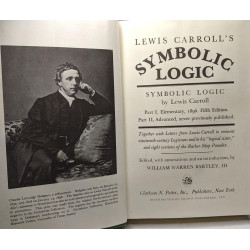 LEWIS CARROLL'S
SYMBOLIC
LOGIC
SYMBOLIC LOGIC
by Lewis Carroll
Part I, Elementary, 1896. Fifth Edition.
Part II, Advanced, never previously published.
Together with Letters from Lewis Carroll to eminent
nineteenth-century Logicians and to his "logical sister,"
and eight versions of the Barber-Shop Paradox
Edited, with annotations and an introduction, by
WILLIAM WARREN BARTLEY, III
Clarkson N. Potter, Inc., Publishers, New York